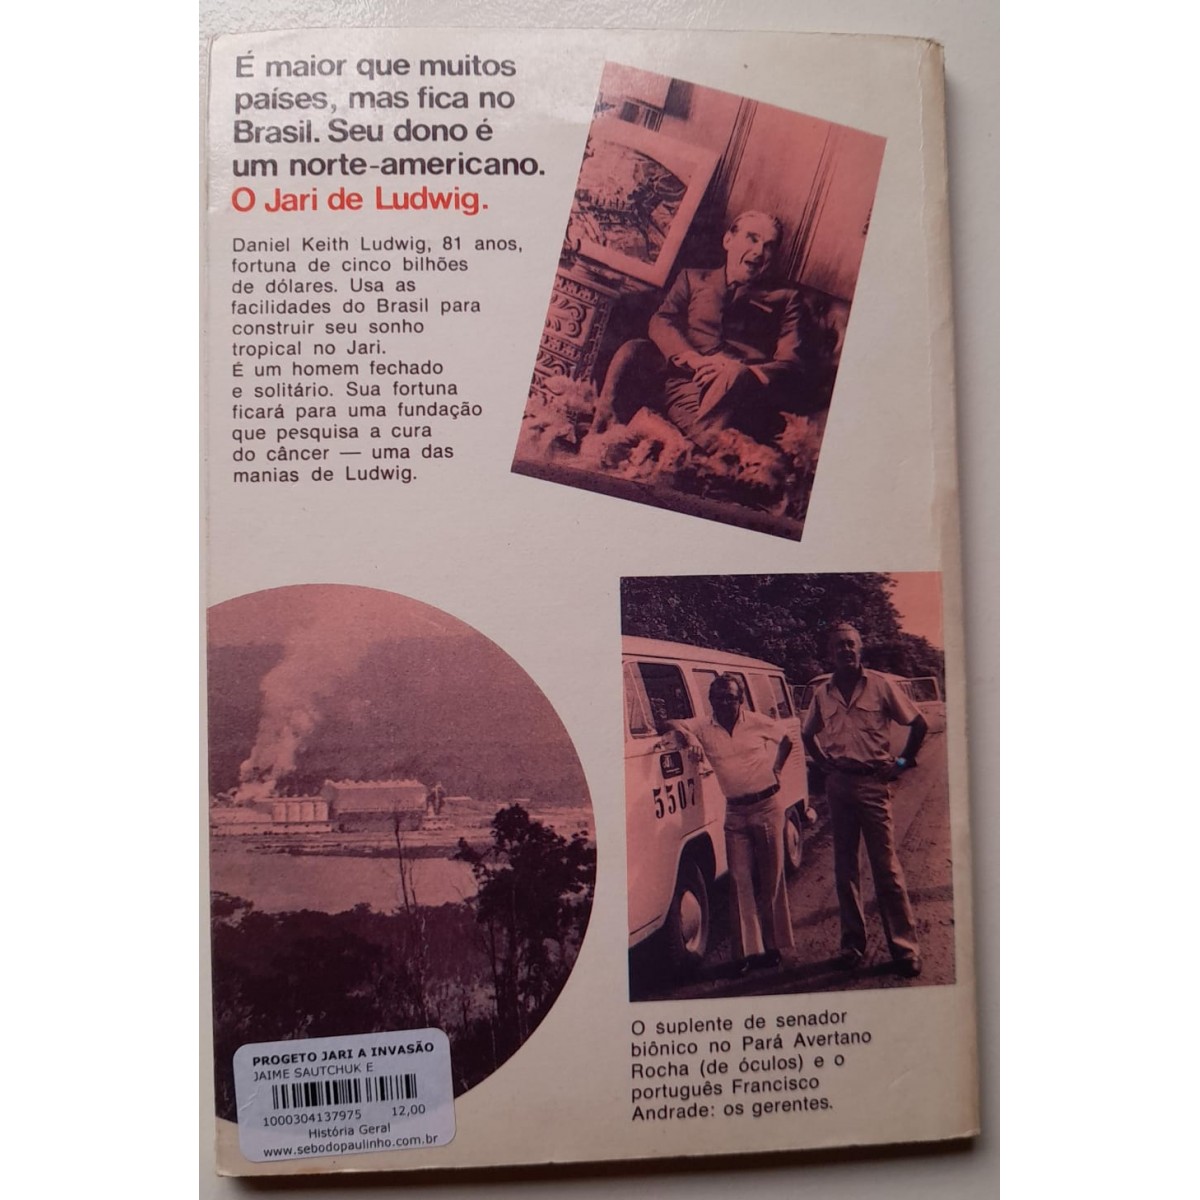 É maior que muitos
países, mas fica no
Brasil. Seu dono é
um norte-americano.
O Jari de Ludwig.
Daniel Keith Ludwig, 81 anos,
fortuna de cinco bilhões
de dólares. Usa as
facilidades do Brasil para
construir seu sonho
tropical no Jari.
É um homem fechado
e solitário. Sua fortuna
ficará para uma fundação
que pesquisa a cura
do câncer — uma das
manias de Ludwig.
5507
O suplente de senador
biônico no Pará Avertano
Rocha (de óculos) e o
português Francisco
Andrade: os gerentes.
PROGETO JARI A INVASÃO
JAIME SAUTCHUK E
1000304137975 12,00
História Geral
www.sebodopaulinho.com.br